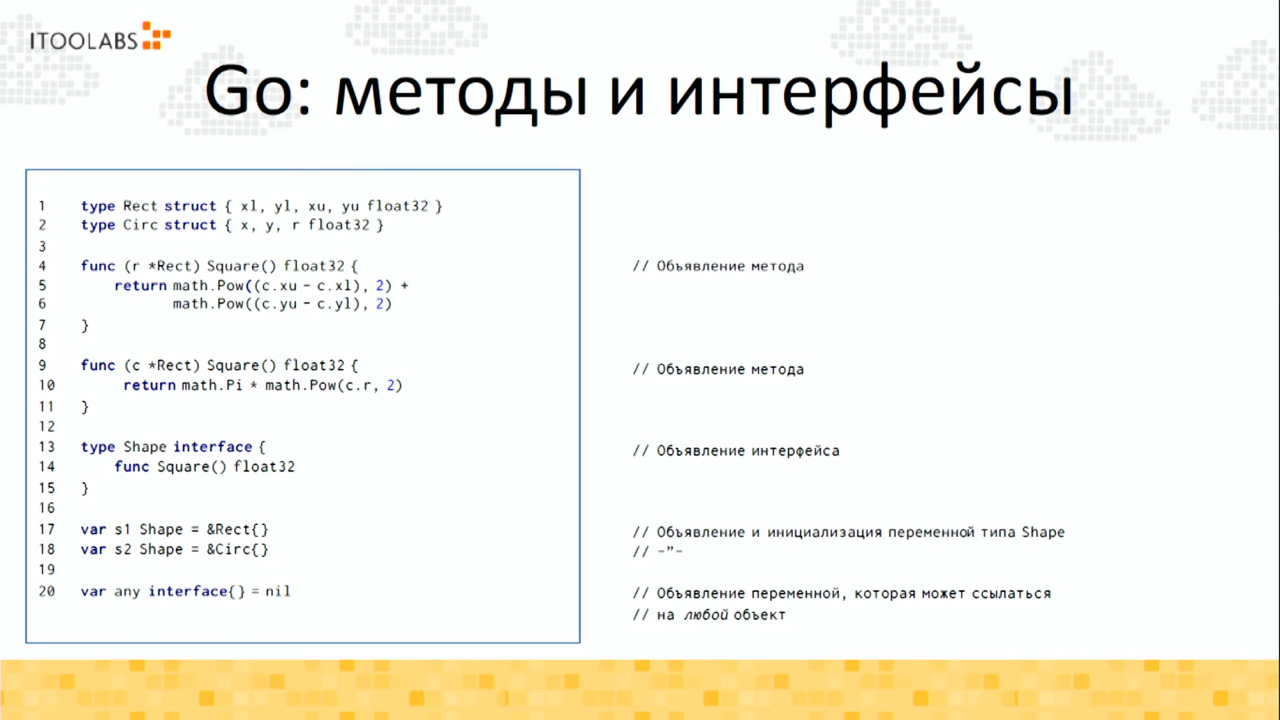 ITOOLABS
Go: методы и интерфейсы
1 type Rect struct { xl, yl, xu, yu float32 }
2 type Circ struct { x, y, r float32 }
3
4 func (r *Rect) Square() float32 { // Объявление метода
5 return math.Pow((c.xu - c.xl), 2) +
6 math.Pow((c.yu - c.yl), 2)
7 }
8
9 func (c *Rect) Square() float32 { // Объявление метода
10 return math.Pi * math.Pow(c.r, 2)
11 }
12
13 type Shape interface { // Объявление интерфейса
14 func Square() float32
15 }
16
17 var s1 Shape = &Rect{} // Объявление и инициализация переменной типа Shape
18 var s2 Shape = &Circ{} // -”-
19
20 var any interface{} = nil // Объявление переменной, которая может ссылаться
// на любой объект